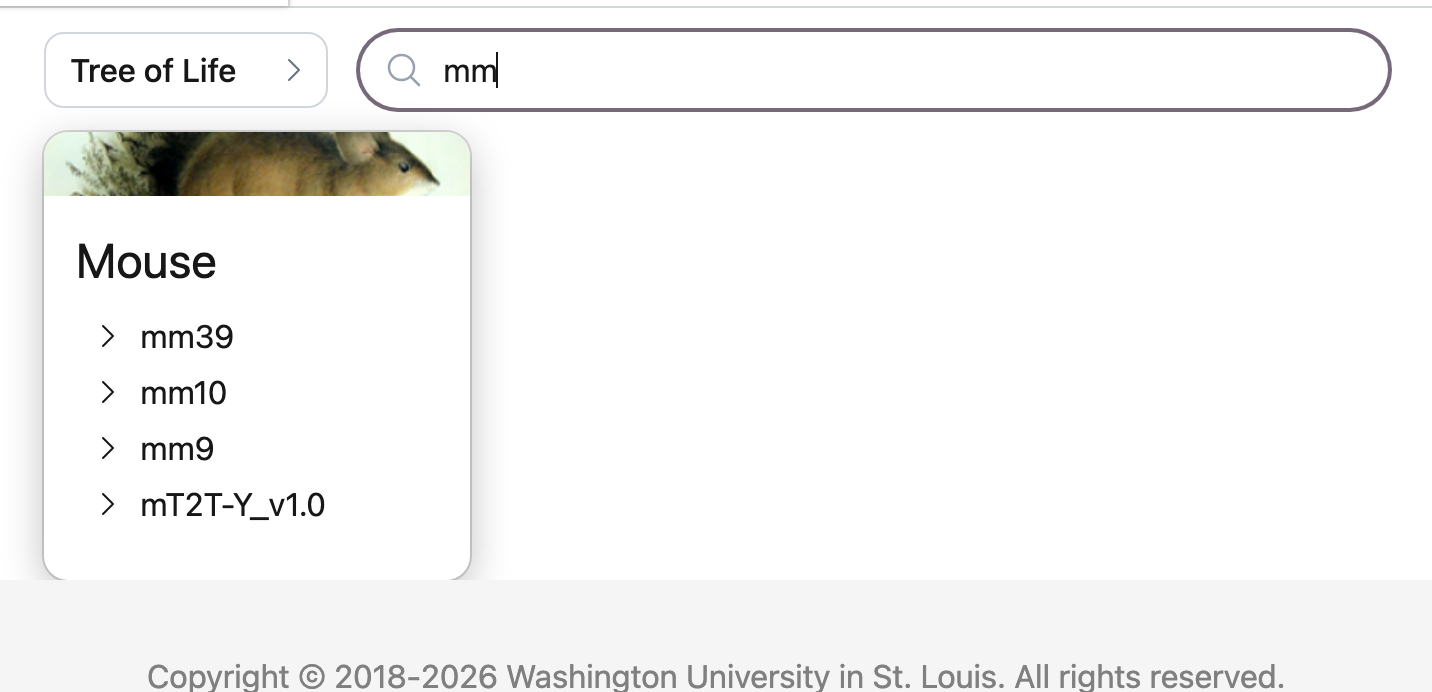 Tree of Life
mm
Mouse
mm39
mm10
mm9
mT2T-Y_v1.0
Copyright © 2018-2026 Washington University in St. Louis. All rights reserved.